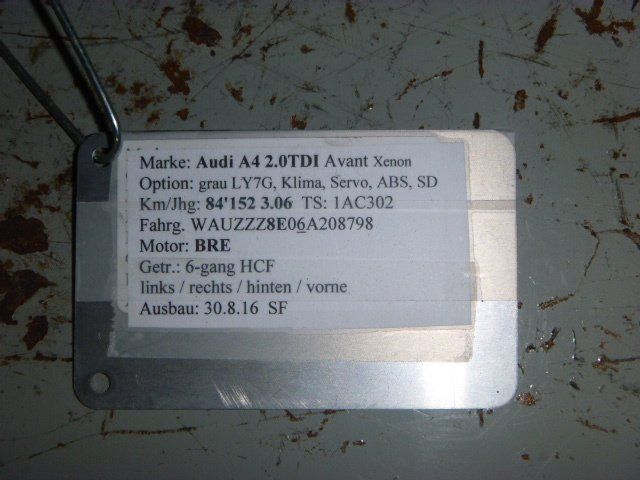 Marke: Audi A4 2.0TDI Avant Xenon
Option: grau LY7G, Klima, Servo, ABS, SD
Km/Jhg: 84'152 3.06 TS: 1AC302
Fahrg. WAUZZZ8E06A208798
Motor: BRE
Getr.: 6-gang HCF
links / rechts / hinten / vorne
Ausbau: 30.8.16 SF